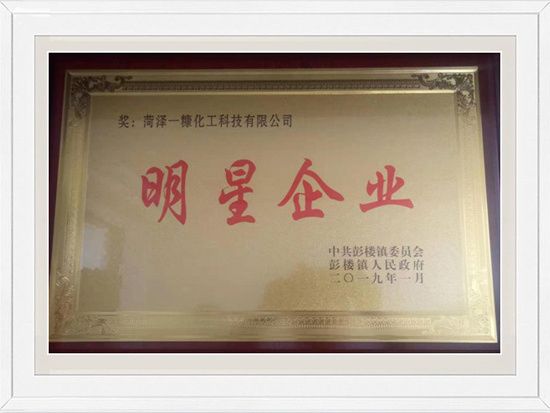 奖：菏泽一慷化工科技有限公司
明星企业
中共彭楼镇委员会
彭楼镇人民政府
二〇一九年一月